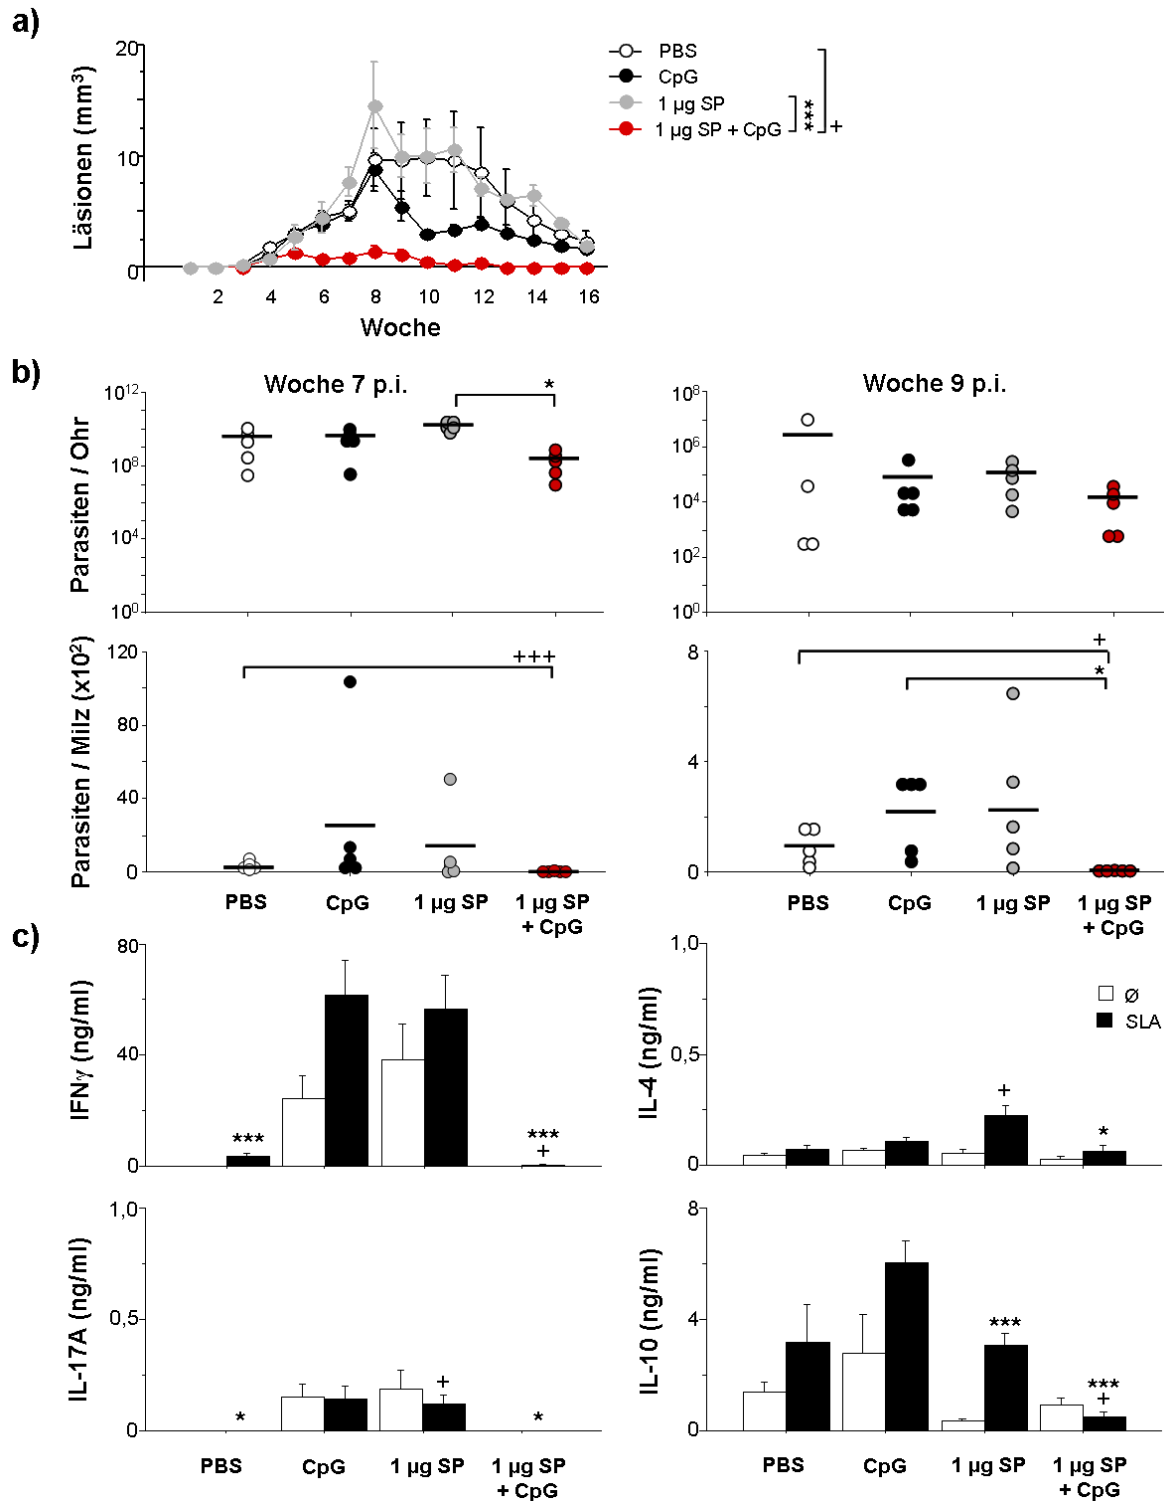 a)
20
10
0
Läsionen (mm³)
2 4 6 8 10 12 14 16
Woche
PBS
CpG
1 µg SP
1 µg SP + CpG
***
+
b)
Woche 7 p.i.
Woche 9 p.i.
*
Parasiten / Ohr
10¹²
10⁸
10⁴
10⁰
10⁸
10⁶
10⁴
10²
10⁰
Parasiten / Milz (x10²)
120
80
40
0
+++
8
4
0
+
*
PBS CpG 1 µg SP 1 µg SP
+ CpG
PBS CpG 1 µg SP 1 µg SP
+ CpG
c)
IFNγ (ng/ml)
80
40
0
***
***
+
IL-4 (ng/ml)
1,0
0,5
0
Ø
SLA
+
*
IL-17A (ng/ml)
1,0
0,5
0
*
+
*
IL-10 (ng/ml)
8
4
0
***
***
+
PBS CpG 1 µg SP 1 µg SP
+ CpG
PBS CpG 1 µg SP 1 µg SP
+ CpG